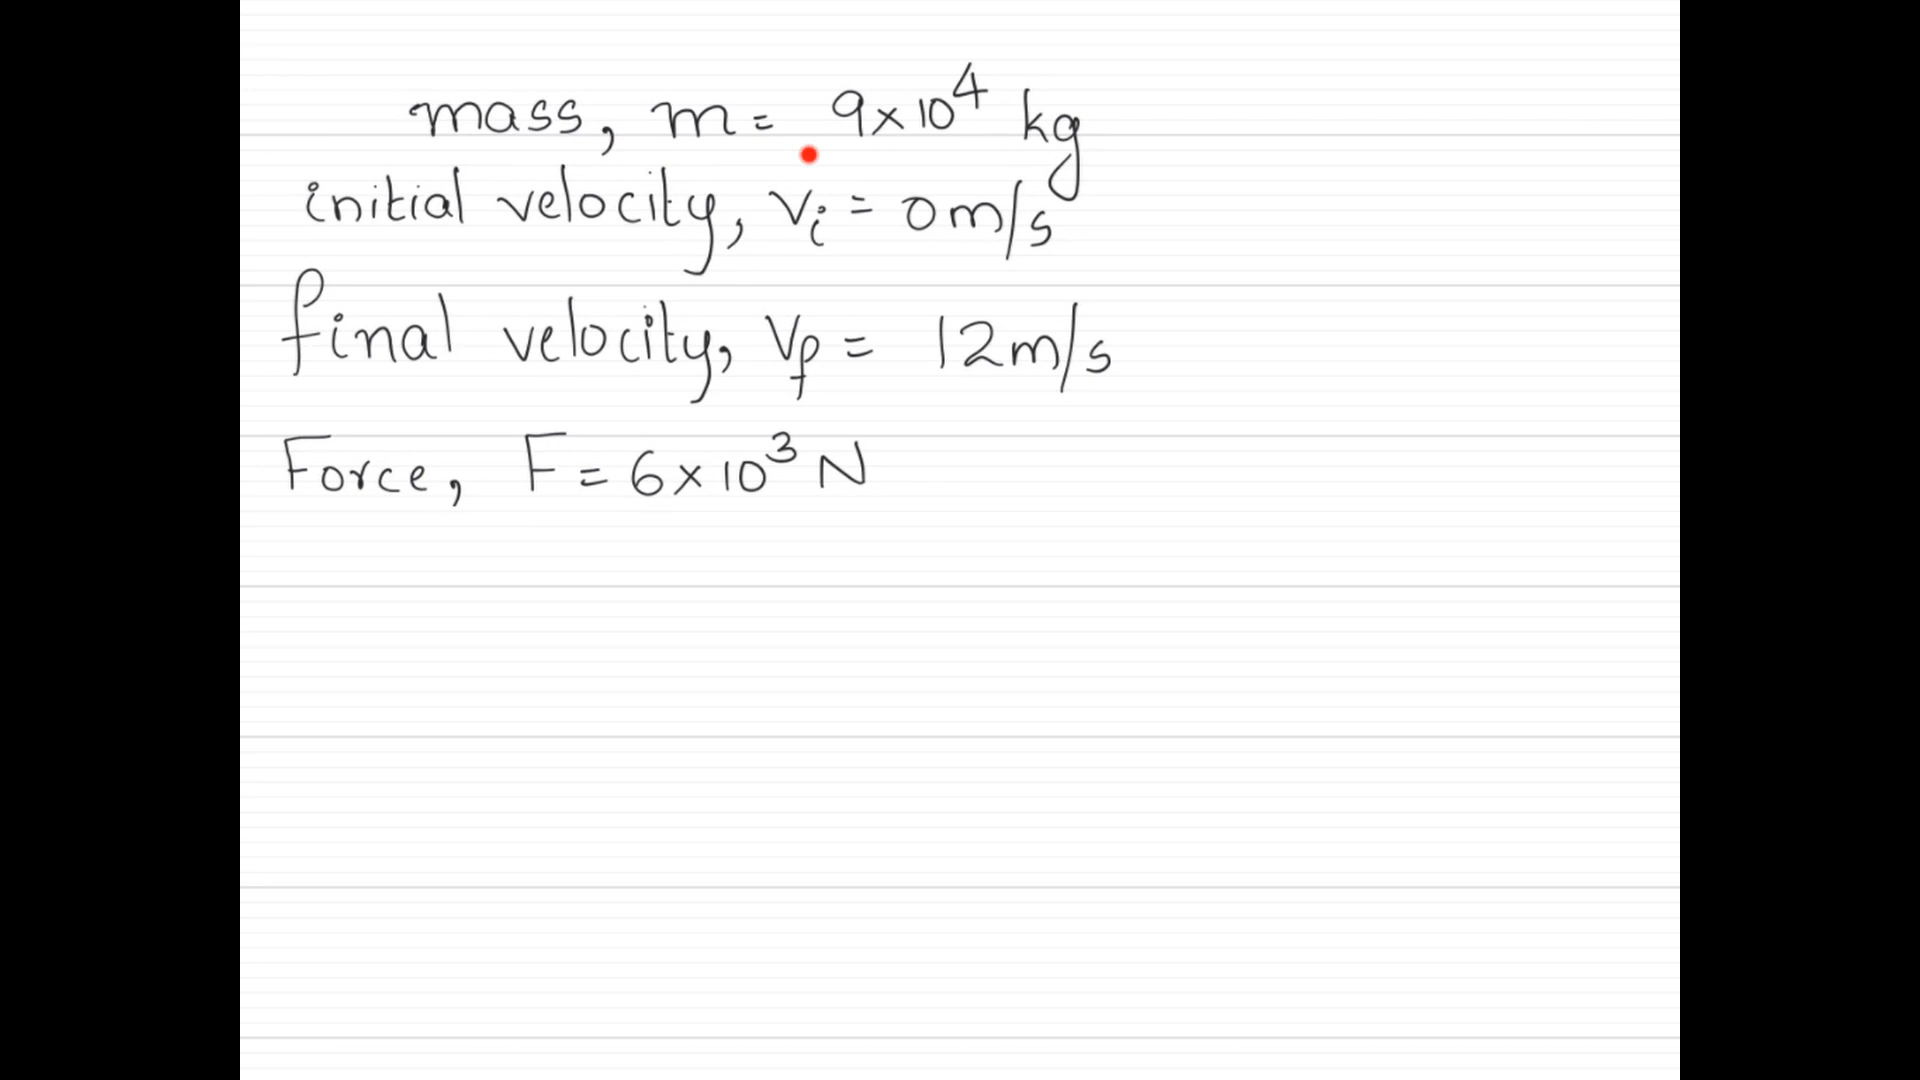 mass, m = 9×10⁴ kg
initial velocity, vᵢ = 0 m/s
final velocity, v_f = 12 m/s
Force, F = 6×10³ N